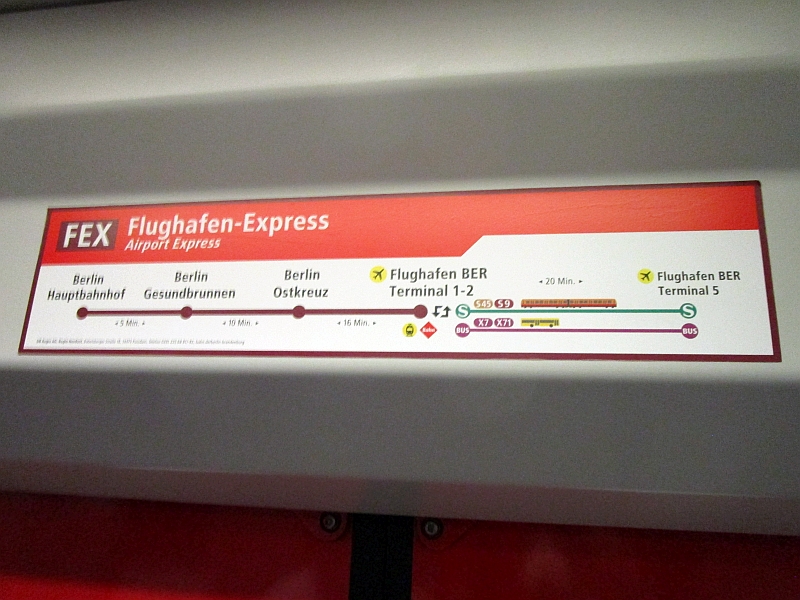 FEX
Flughafen-Express
Airport Express
Berlin
Hauptbahnhof
Berlin
Gesundbrunnen
Berlin
Ostkreuz
Flughafen BER
Terminal 1-2
◂ 20 Min. ▸
Flughafen BER
Terminal 5
S45 S9
S
S
◂ 5 Min. ▸
◂ 10 Min. ▸
◂ 16 Min. ▸
BUS
X7 X71
BUS